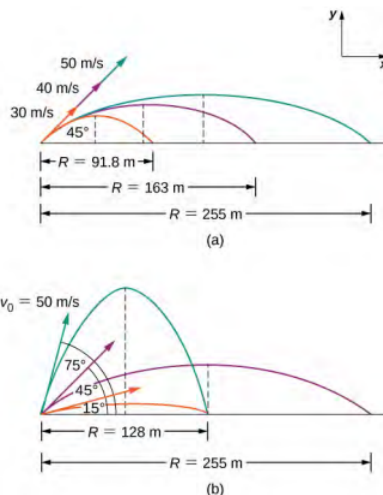 y
x
50 m/s
40 m/s
30 m/s
45°
R = 91.8 m
R = 163 m
R = 255 m
(a)
v0 = 50 m/s
75°
45°
15°
R = 128 m
R = 255 m
(b)